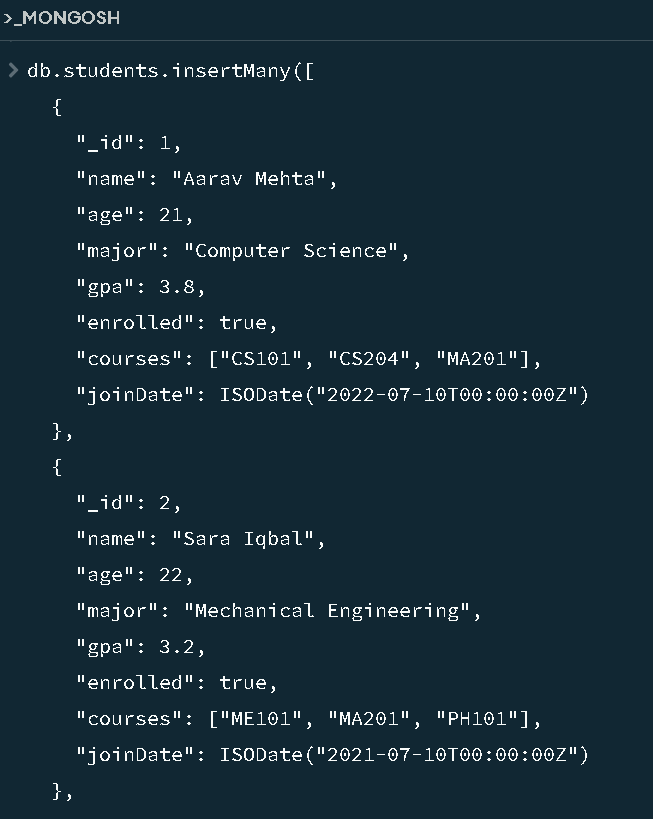 >_MONGOSH
> db.students.insertMany([
{
"_id": 1,
"name": "Aarav Mehta",
"age": 21,
"major": "Computer Science",
"gpa": 3.8,
"enrolled": true,
"courses": ["CS101", "CS204", "MA201"],
"joinDate": ISODate("2022-07-10T00:00:00Z")
},
{
"_id": 2,
"name": "Sara Iqbal",
"age": 22,
"major": "Mechanical Engineering",
"gpa": 3.2,
"enrolled": true,
"courses": ["ME101", "MA201", "PH101"],
"joinDate": ISODate("2021-07-10T00:00:00Z")
},